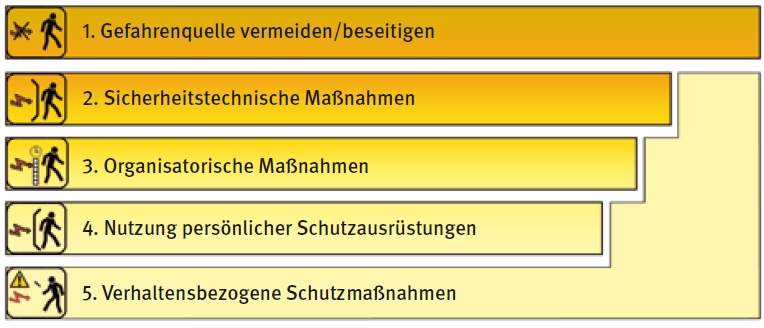 1. Gefahrenquelle vermeiden/beseitigen
2. Sicherheitstechnische Maßnahmen
3. Organisatorische Maßnahmen
4. Nutzung persönlicher Schutzausrüstungen
5. Verhaltensbezogene Schutzmaßnahmen